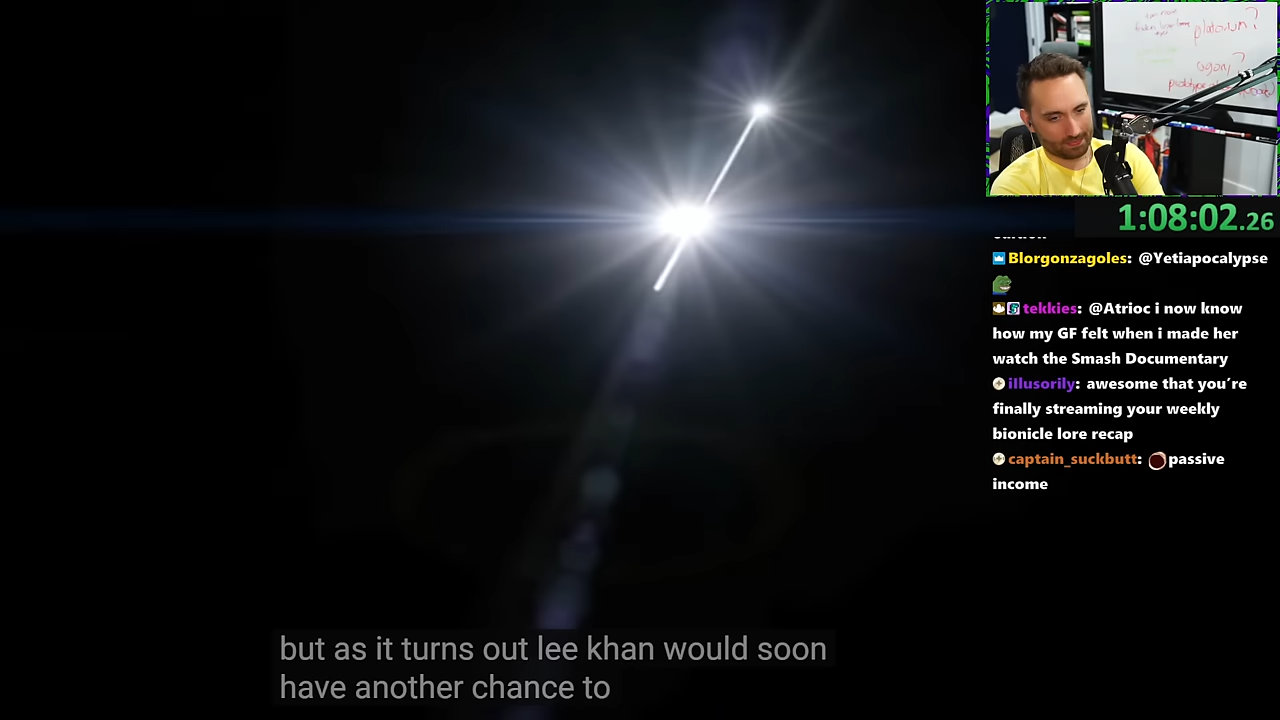 platonism?
agony?
1:08:02.26
Blorgonzagoles: @Yetiapocalypse
tekkies: @Atrioc i now know
how my GF felt when i made her
watch the Smash Documentary
illusorily: awesome that you're
finally streaming your weekly
bionicle lore recap
captain_suckbutt: passive
income
but as it turns out lee khan would soon
have another chance to